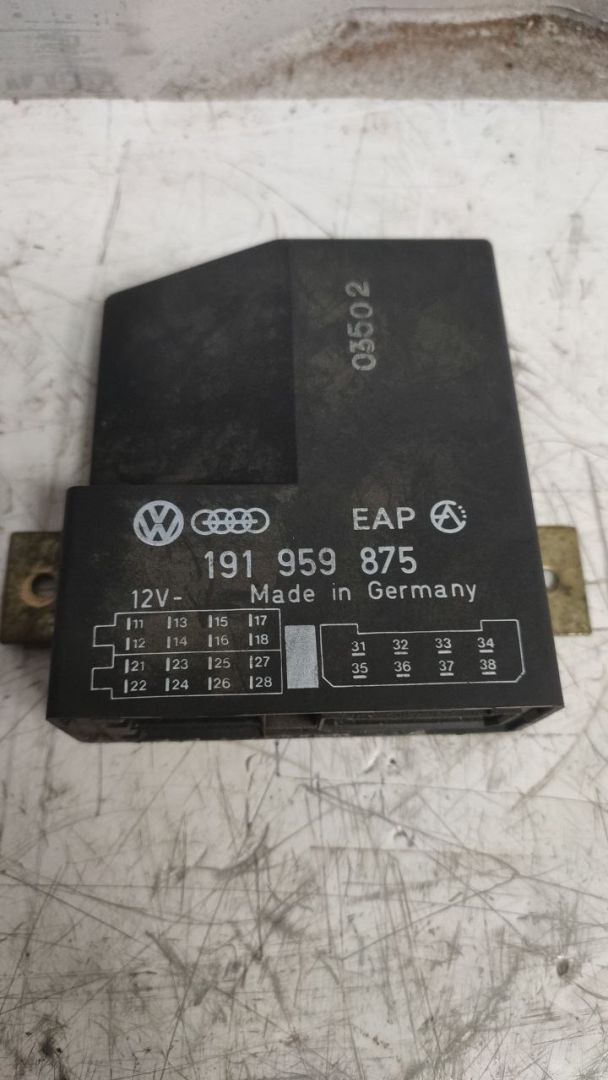 03502
EAP
191 959 875
12V- Made in Germany
11 13 15 17
12 14 16 18
21 23 25 27
22 24 26 28
31 32 33 34
35 36 37 38